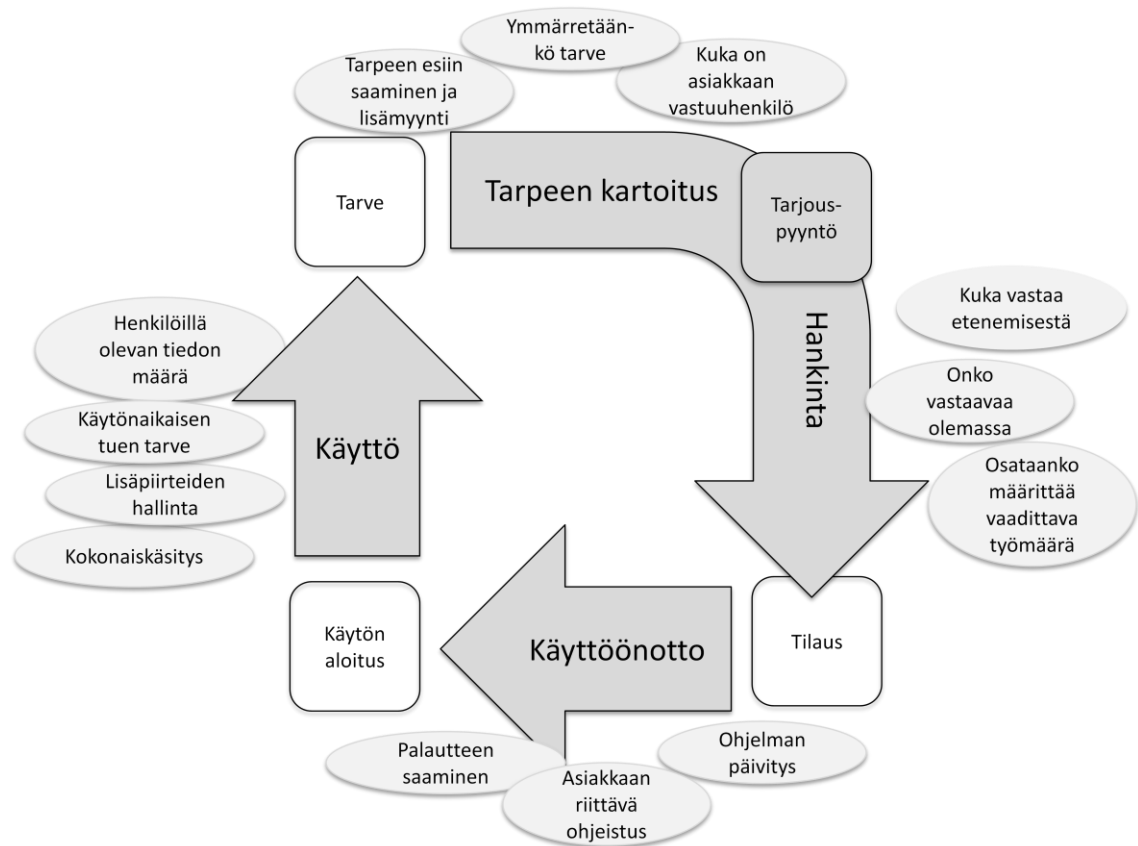 Ymmärretään-
kö tarve
Kuka on
asiakkaan
vastuuhenkilö
Tarpeen esiin
saaminen ja
lisämyynti
Tarve
Tarpeen kartoitus
Tarjous-
pyyntö
Hankinta
Kuka vastaa
etenemisestä
Onko
vastaavaa
olemassa
Osataanko
määrittää
vaadittava
työmäärä
Tilaus
Ohjelman
päivitys
Asiakkaan
riittävä
ohjeistus
Palautteen
saaminen
Käyttöönotto
Käytön
aloitus
Käyttö
Henkilöillä
olevan tiedon
määrä
Käytönaikaisen
tuen tarve
Lisäpiirteiden
hallinta
Kokonaiskäsitys